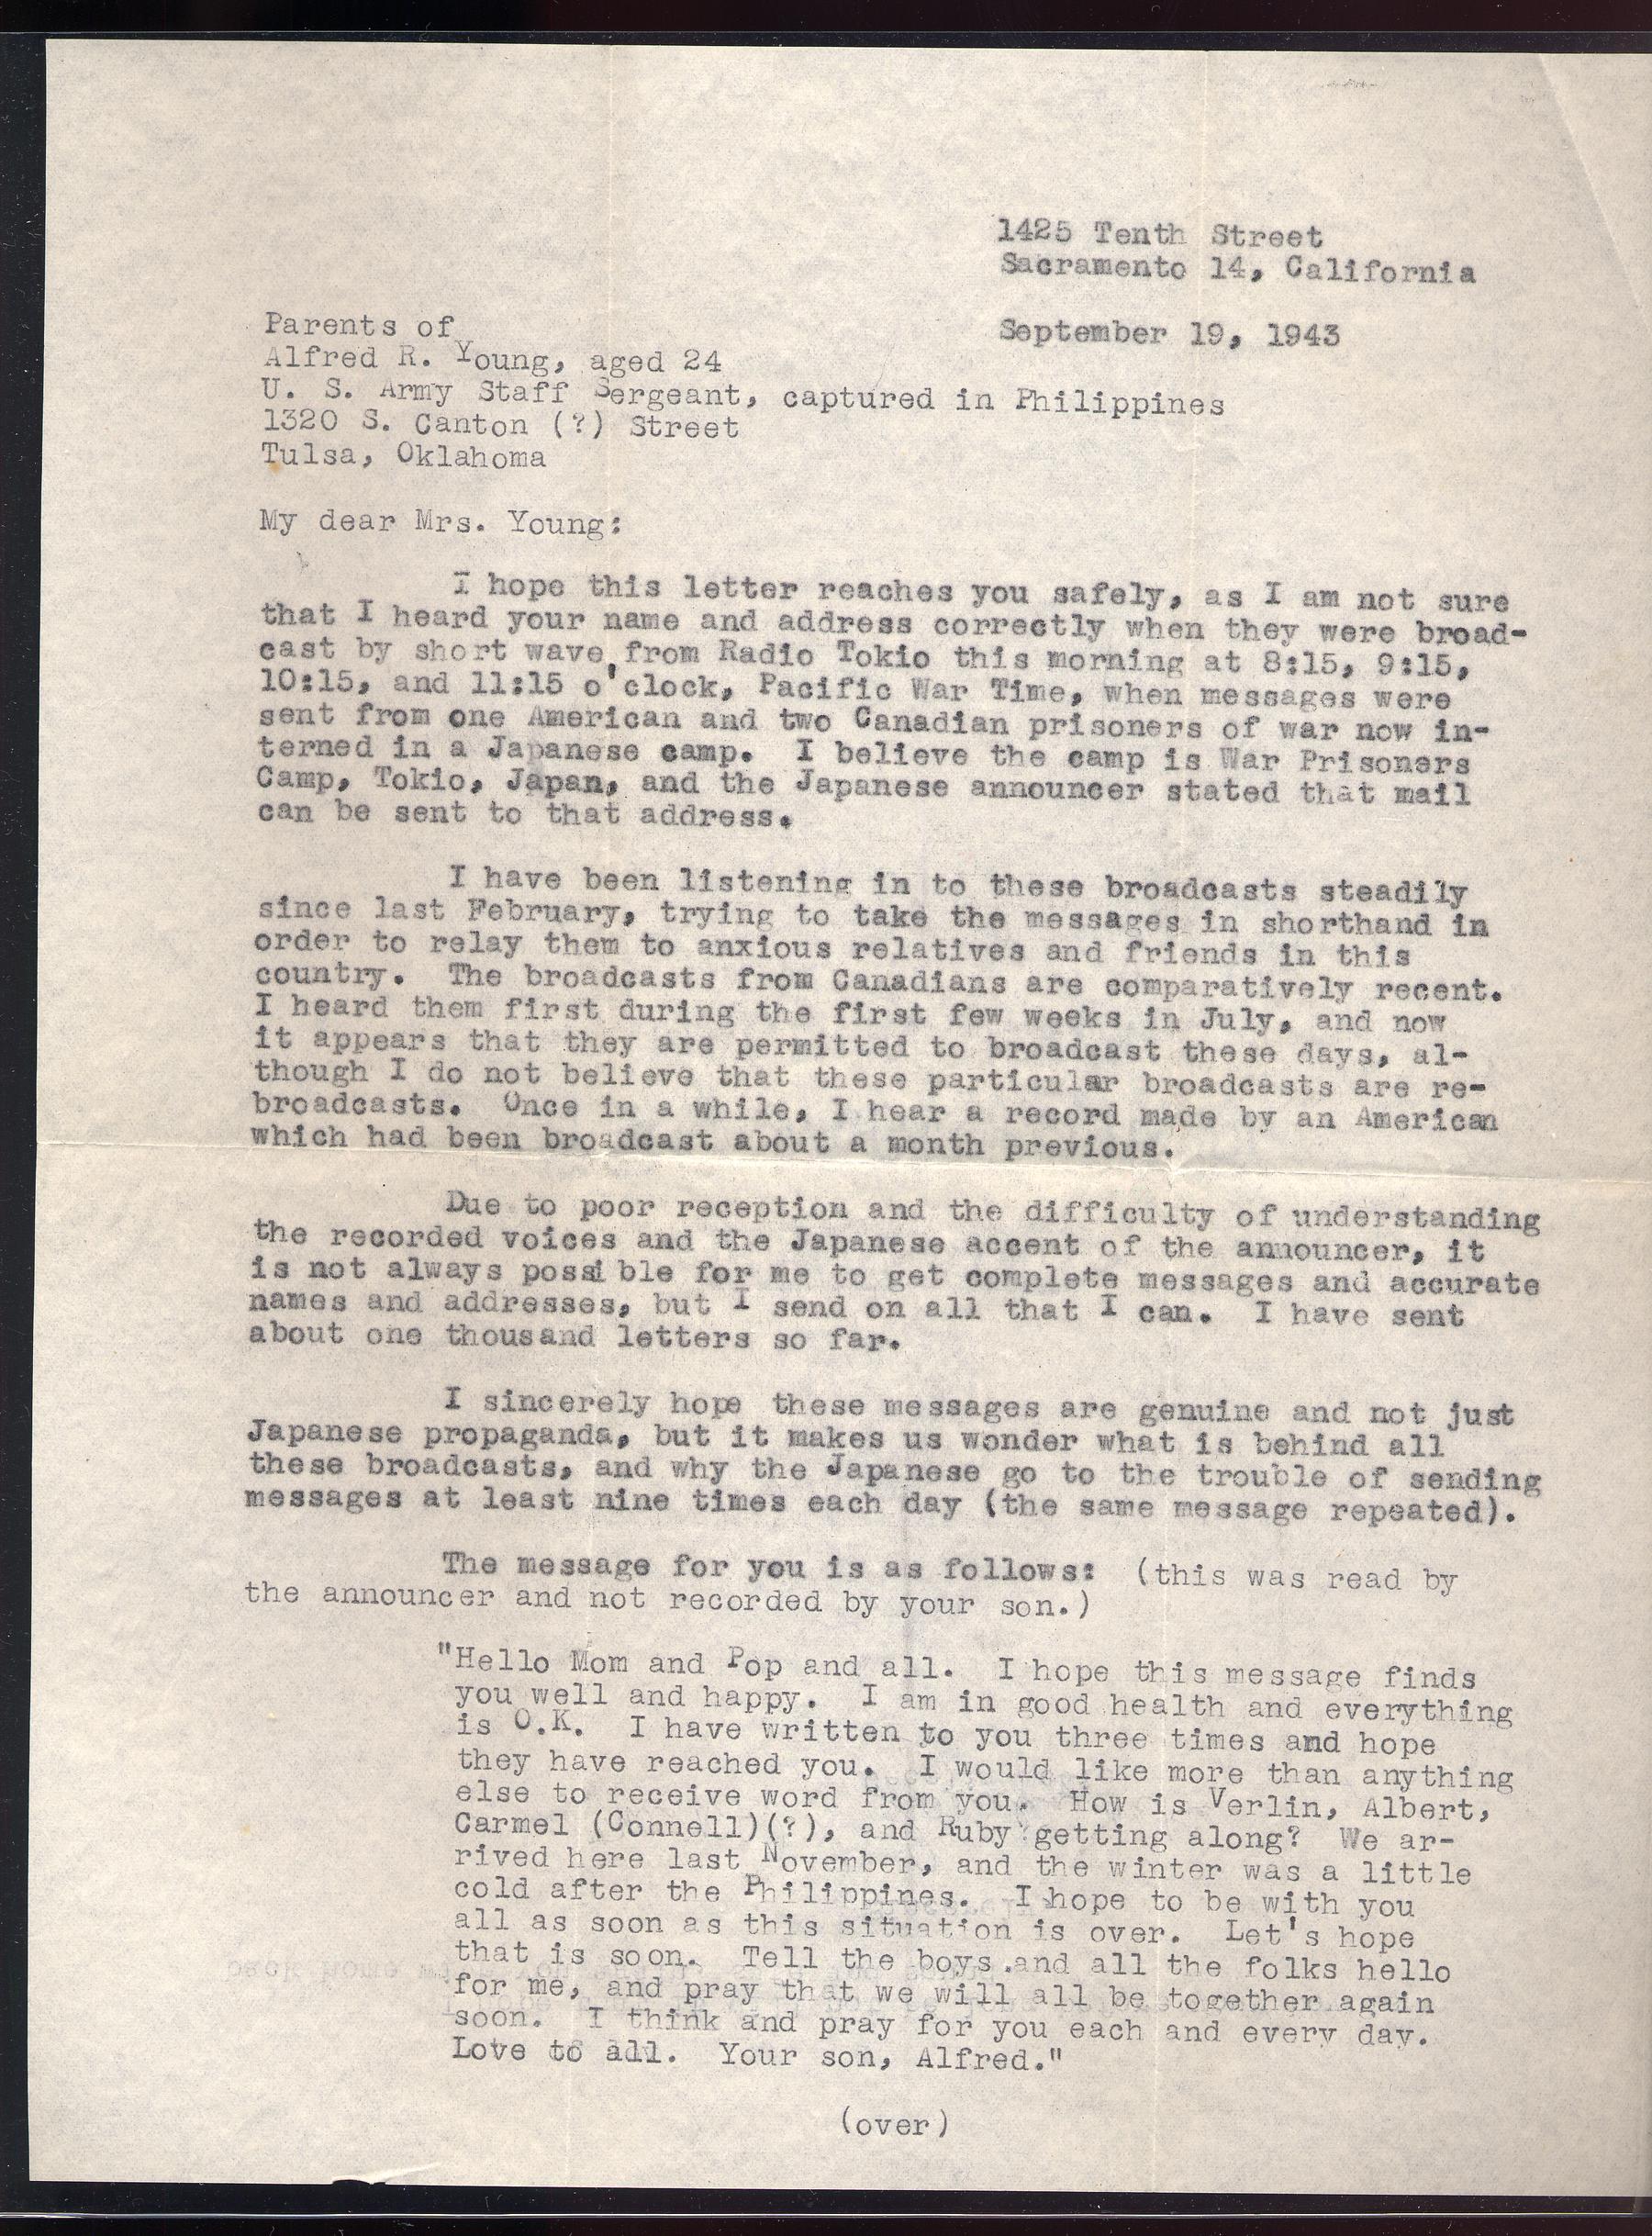 1425 Tenth Street
Sacramento 14, California
September 19, 1943
Parents of
Alfred R. Young, aged 24
U. S. Army Staff Sergeant, captured in Philippines
1320 S. Canton (?) Street
Tulsa, Oklahoma
My dear Mrs. Young:
I hope this letter reaches you safely, as I am not sure
that I heard your name and address correctly when they were broad-
cast by short wave, from Radio Tokio this morning at 8:15, 9:15,
10:15, and 11:15 o'clock, Pacific War Time, when messages were
sent from one American and two Canadian prisoners of war now in-
terned in a Japanese camp. I believe the camp is War Prisoners
Camp, Tokio, Japan, and the Japanese announcer stated that mail
can be sent to that address.
I have been listening in to these broadcasts steadily
since last February, trying to take the messages in shorthand in
order to relay them to anxious relatives and friends in this
country. The broadcasts from Canadians are comparatively recent.
I heard them first during the first few weeks in July, and now
it appears that they are permitted to broadcast these days, al-
though I do not believe that these particular broadcasts are re-
broadcasts. Once in a while, I hear a record made by an American
which had been broadcast about a month previous.
Due to poor reception and the difficulty of understanding
the recorded voices and the Japanese accent of the announcer, it
is not always possible for me to get complete messages and accurate
names and addresses, but I send on all that I can. I have sent
about one thousand letters so far.
I sincerely hope these messages are genuine and not just
Japanese propaganda, but it makes us wonder what is behind all
these broadcasts, and why the Japanese go to the trouble of sending
messages at least nine times each day (the same message repeated).
The message for you is as follows: (this was read by
the announcer and not recorded by your son.)
"Hello Mom and Pop and all. I hope this message finds
you well and happy. I am in good health and everything
is O.K. I have written to you three times and hope
they have reached you. I would like more than anything
else to receive word from you. How is Verlin, Albert,
Carmel (Connell)(?), and Ruby getting along? We ar-
rived here last November, and the winter was a little
cold after the Philippines. I hope to be with you
all as soon as this situation is over. Let's hope
that is soon. Tell the boys and all the folks hello
for me, and pray that we will all be together again
soon. I think and pray for you each and every day.
Love to all. Your son, Alfred."
(over)